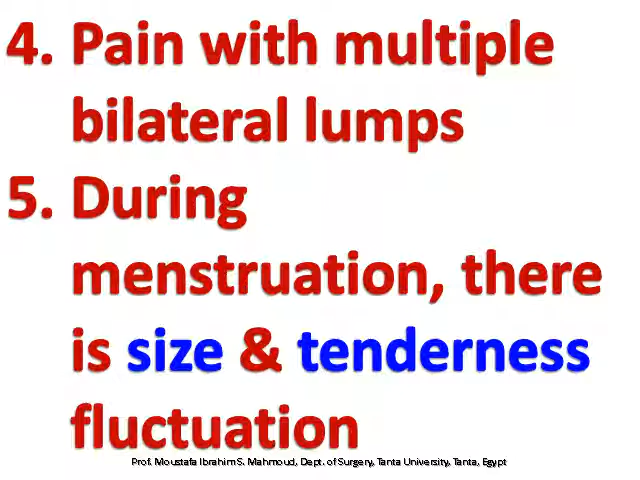 4. Pain with multiple
bilateral lumps
5. During
menstruation, there
is size & tenderness
fluctuation
Prof. Moustafa Ibrahim S. Mahmoud, Dept. of Surgery, Tanta University, Tanta, Egypt